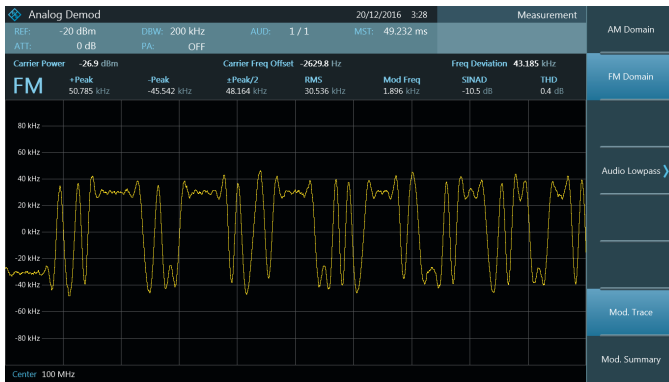 Analog Demod 20/12/2016 3:28 Measurement
REF: -20 dBm DBW: 200 kHz AUD: 1 / 1 MST: 49.232 ms
ATT: 0 dB PA: OFF
Carrier Power -26.9 dBm Carrier Freq Offset -2629.8 Hz Freq Deviation 43.185 kHz
FM +Peak -Peak ±Peak/2 RMS Mod Freq SINAD THD
50.785 kHz -45.542 kHz 48.164 kHz 30.536 kHz 1.896 kHz -10.5 dB 0.4 dB
80 kHz
60 kHz
40 kHz
20 kHz
0 kHz
-20 kHz
-40 kHz
-60 kHz
-80 kHz
Center 100 MHz
AM Domain
FM Domain
Audio Lowpass
Mod. Trace
Mod. Summary